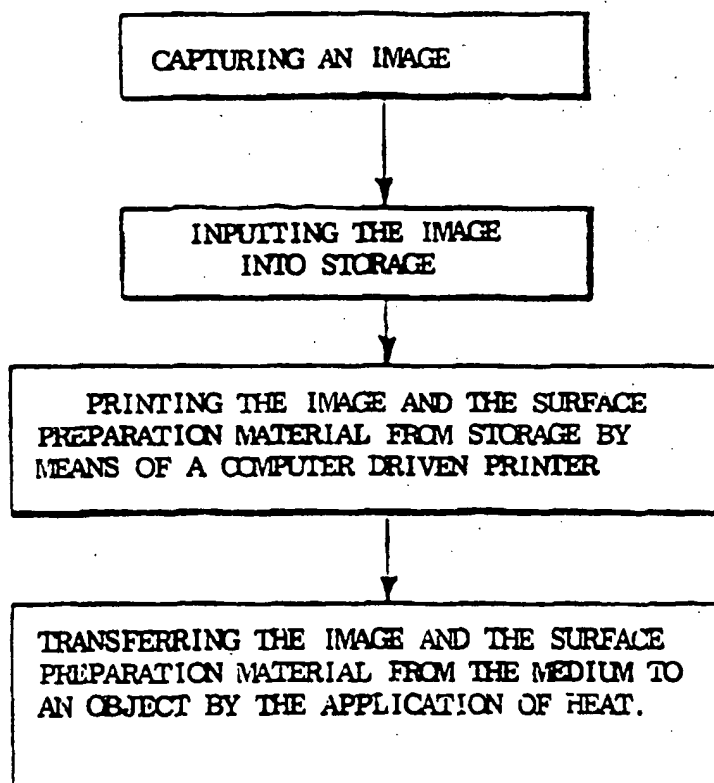 CAPTURING AN IMAGE
INPUTTING THE IMAGE
INTO STORAGE
PRINTING THE IMAGE AND THE SURFACE
PREPARATION MATERIAL FROM STORAGE BY
MEANS OF A COMPUTER DRIVEN PRINTER
TRANSFERRING THE IMAGE AND THE SURFACE
PREPARATION MATERIAL FROM THE MEDIUM TO
AN OBJECT BY THE APPLICATION OF HEAT.